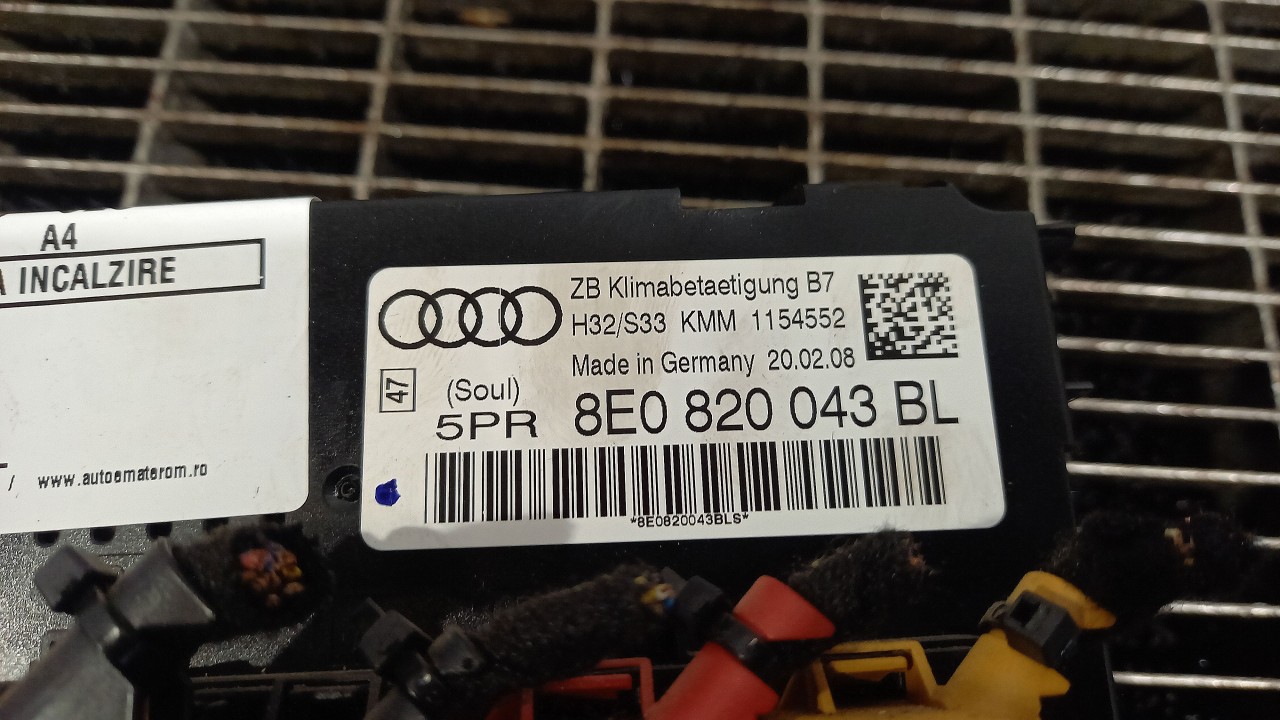 A4
INCALZIRE
www.autoematerom.ro
ZB Klimabetaetigung B7
H32/S33 KMM 1154552
Made in Germany 20.02.08
47 (Soul)
5PR 8E0 820 043 BL
*8E0820043BLS*